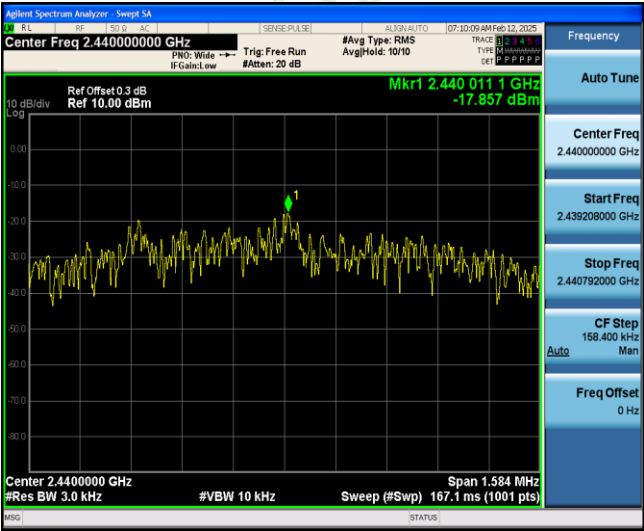 Agilent Spectrum Analyzer - Swept SA
RL RF 50 Ω AC SENSE:PULSE ALIGN AUTO 07:10:09 AM Feb 12, 2025
Center Freq 2.440000000 GHz
PNO: Wide
IFGain:Low
Trig: Free Run
#Atten: 20 dB
#Avg Type: RMS
Avg|Hold: 10/10
TRACE 1 2 3 4 5 6
TYPE M
DET P P P P P P
Ref Offset 0.3 dB
10 dB/div Ref 10.00 dBm
Log
Mkr1 2.440 011 1 GHz
-17.857 dBm
1
0.00
-10.0
-20.0
-30.0
-40.0
-50.0
-60.0
-70.0
-80.0
Center 2.4400000 GHz Span 1.584 MHz
#Res BW 3.0 kHz #VBW 10 kHz Sweep (#Swp) 167.1 ms (1001 pts)
MSG STATUS
Frequency
Auto Tune
Center Freq
2.440000000 GHz
Start Freq
2.439208000 GHz
Stop Freq
2.440792000 GHz
CF Step
158.400 kHz
Auto Man
Freq Offset
0 Hz